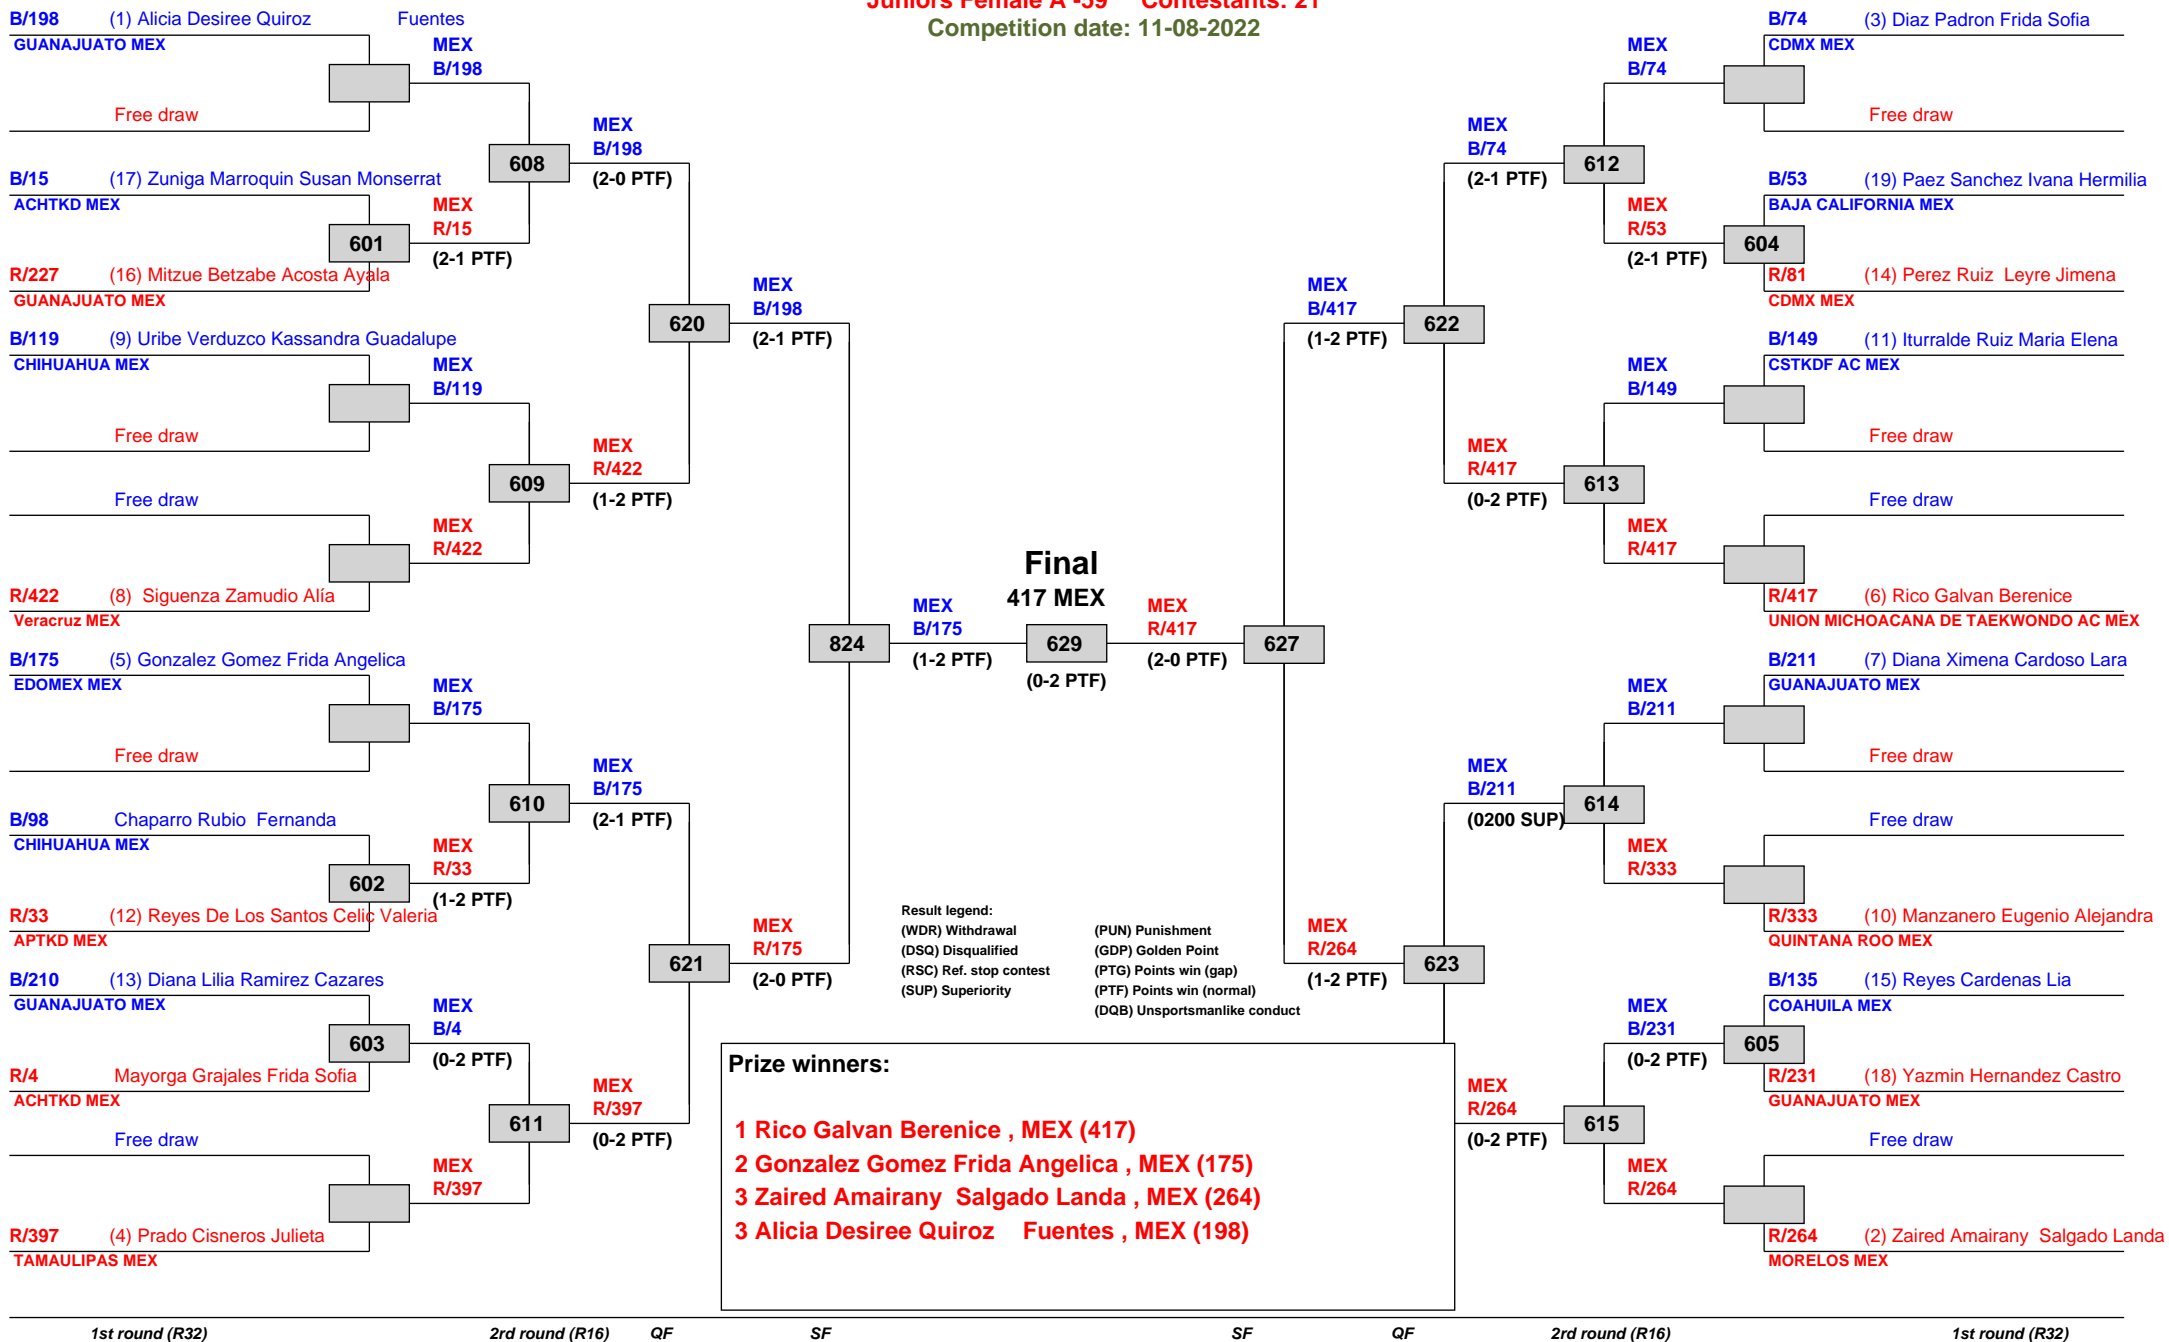 Juniors Female A -59 Contestants: 21
Competition date: 11-08-2022
B/198 (1) Alicia Desiree Quiroz Fuentes
GUANAJUATO MEX
Free draw
MEX
B/198
B/15 (17) Zuniga Marroquin Susan Monserrat
ACHTKD MEX
601
R/227 (16) Mitzue Betzabe Acosta Ayala
GUANAJUATO MEX
MEX
R/15
(2-1 PTF)
608
MEX
B/198
(2-0 PTF)
B/119 (9) Uribe Verduzco Kassandra Guadalupe
CHIHUAHUA MEX
Free draw
MEX
B/119
Free draw
R/422 (8) Siguenza Zamudio Alía
Veracruz MEX
MEX
R/422
609
MEX
R/422
(1-2 PTF)
620
MEX
B/198
(2-1 PTF)
B/175 (5) Gonzalez Gomez Frida Angelica
EDOMEX MEX
Free draw
MEX
B/175
B/98 Chaparro Rubio Fernanda
CHIHUAHUA MEX
602
R/33 (12) Reyes De Los Santos Celic Valeria
APTKD MEX
MEX
R/33
(1-2 PTF)
610
MEX
B/175
(2-1 PTF)
B/210 (13) Diana Lilia Ramirez Cazares
GUANAJUATO MEX
603
R/4 Mayorga Grajales Frida Sofia
ACHTKD MEX
MEX
B/4
(0-2 PTF)
Free draw
R/397 (4) Prado Cisneros Julieta
TAMAULIPAS MEX
MEX
R/397
611
MEX
R/397
(0-2 PTF)
621
MEX
R/175
(2-0 PTF)
824
MEX
B/175
(1-2 PTF)
Final
417 MEX
629
(0-2 PTF)
MEX
R/417
(2-0 PTF)
627
MEX
B/417
(1-2 PTF)
622
MEX
B/74
(2-1 PTF)
612
MEX
B/74
B/74 (3) Diaz Padron Frida Sofia
CDMX MEX
Free draw
MEX
R/53
(2-1 PTF)
604
B/53 (19) Paez Sanchez Ivana Hermilia
BAJA CALIFORNIA MEX
R/81 (14) Perez Ruiz Leyre Jimena
CDMX MEX
MEX
R/417
(0-2 PTF)
613
MEX
B/149
B/149 (11) Iturralde Ruiz Maria Elena
CSTKDF AC MEX
Free draw
Free draw
MEX
R/417
R/417 (6) Rico Galvan Berenice
UNION MICHOACANA DE TAEKWONDO AC MEX
MEX
R/264
(1-2 PTF)
623
MEX
B/211
(0200 SUP)
614
MEX
B/211
B/211 (7) Diana Ximena Cardoso Lara
GUANAJUATO MEX
Free draw
Free draw
MEX
R/333
R/333 (10) Manzanero Eugenio Alejandra
QUINTANA ROO MEX
MEX
R/264
(0-2 PTF)
615
MEX
B/231
(0-2 PTF)
605
B/135 (15) Reyes Cardenas Lia
COAHUILA MEX
R/231 (18) Yazmin Hernandez Castro
GUANAJUATO MEX
Free draw
MEX
R/264
R/264 (2) Zaired Amairany Salgado Landa
MORELOS MEX
Result legend:
(WDR) Withdrawal (PUN) Punishment
(DSQ) Disqualified (GDP) Golden Point
(RSC) Ref. stop contest (PTG) Points win (gap)
(SUP) Superiority (PTF) Points win (normal)
(DQB) Unsportsmanlike conduct
Prize winners:
1 Rico Galvan Berenice , MEX (417)
2 Gonzalez Gomez Frida Angelica , MEX (175)
3 Zaired Amairany Salgado Landa , MEX (264)
3 Alicia Desiree Quiroz Fuentes , MEX (198)
1st round (R32) 2rd round (R16) QF SF SF QF 2rd round (R16) 1st round (R32)